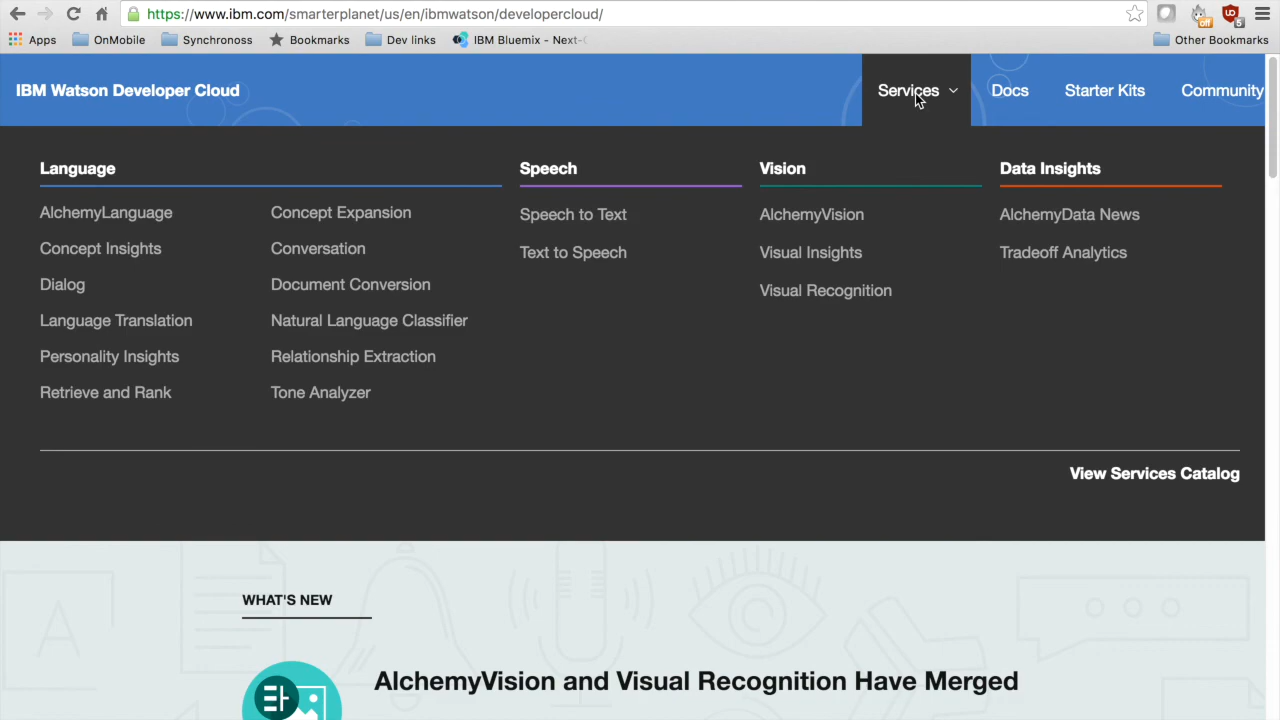 https://www.ibm.com/smarterplanet/us/en/ibmwatson/developercloud/
off
5
Apps OnMobile Synchronoss Bookmarks Dev links IBM Bluemix - Next- Other Bookmarks
IBM Watson Developer Cloud Services Docs Starter Kits Community
Language Speech Vision Data Insights
AlchemyLanguage Concept Expansion Speech to Text AlchemyVision AlchemyData News
Concept Insights Conversation Text to Speech Visual Insights Tradeoff Analytics
Dialog Document Conversion Visual Recognition
Language Translation Natural Language Classifier
Personality Insights Relationship Extraction
Retrieve and Rank Tone Analyzer
View Services Catalog
A
WHAT'S NEW
AlchemyVision and Visual Recognition Have Merged